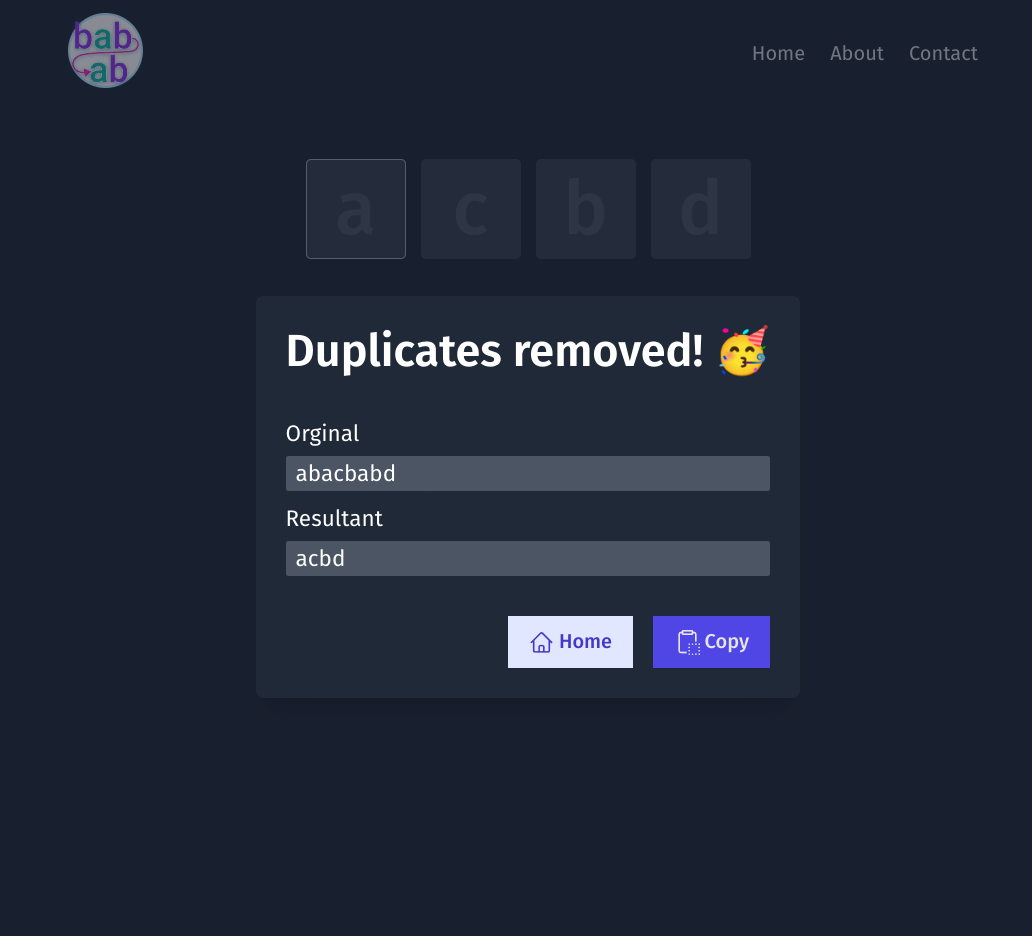 bab
ab
Home About Contact
a c b d
Duplicates removed! 🥳
Orginal
abacbabd
Resultant
acbd
Home Copy